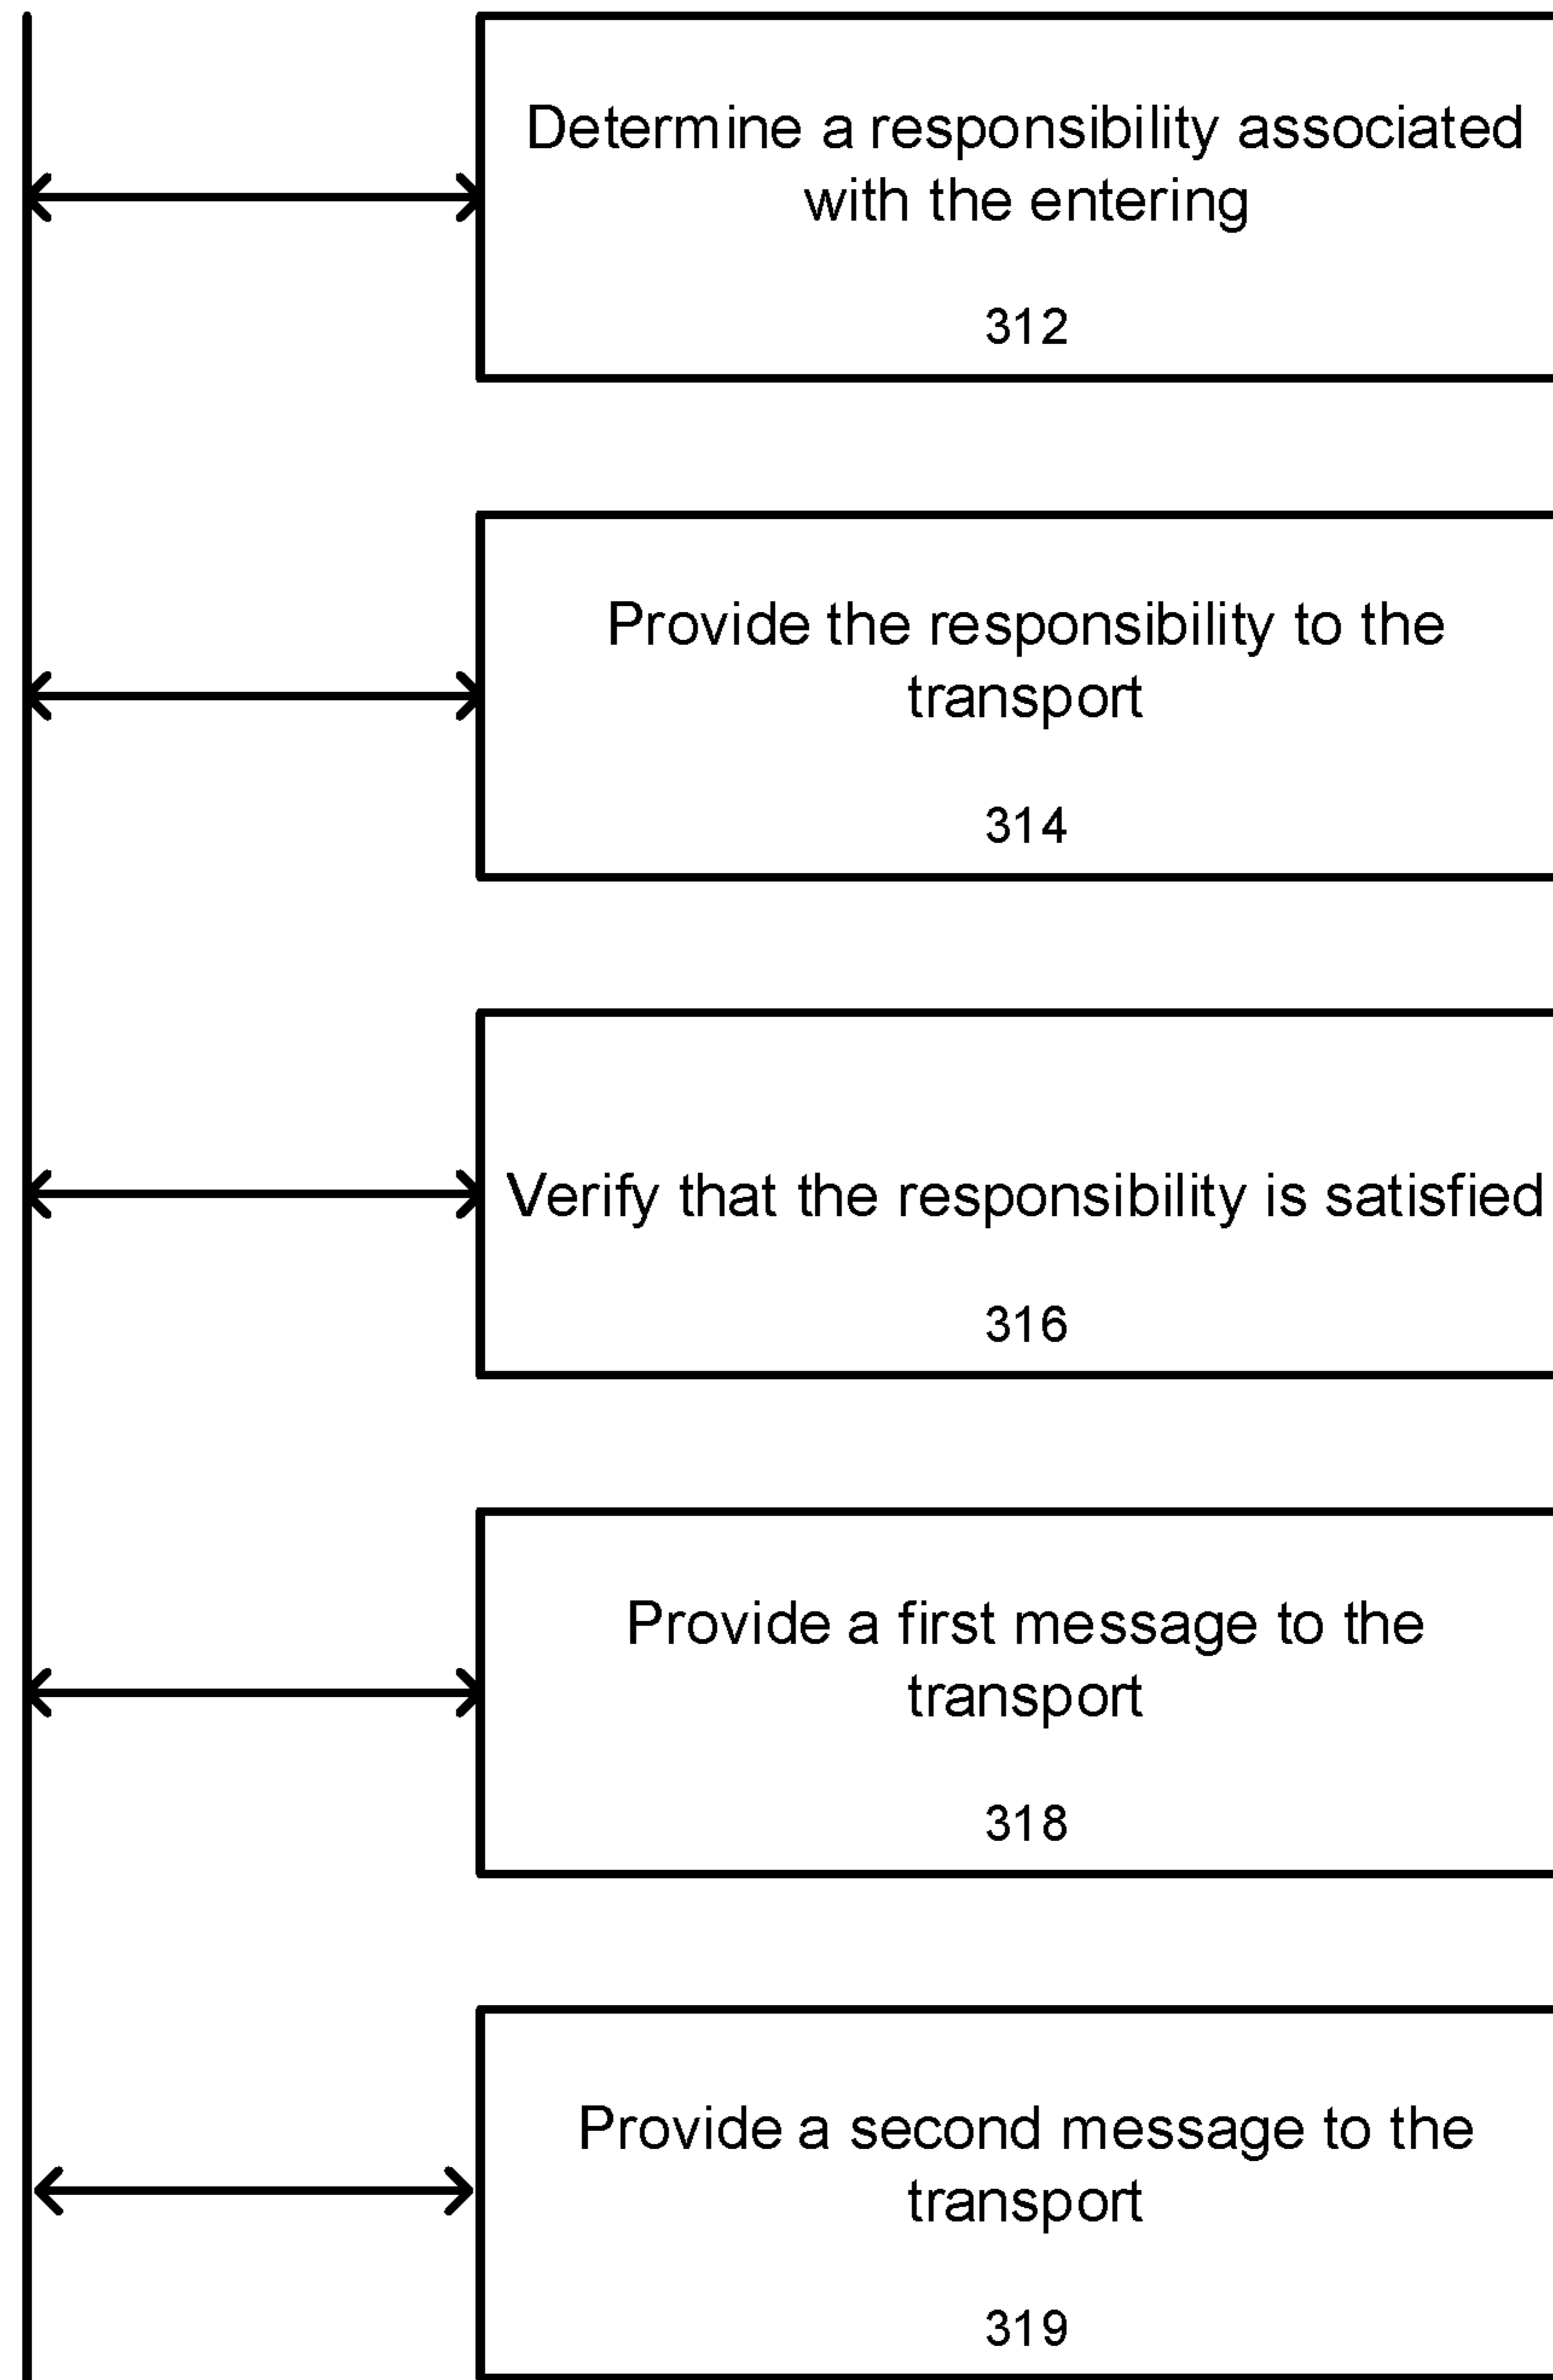 Determine a responsibility associated
with the entering
312
Provide the responsibility to the
transport
314
Verify that the responsibility is satisfied
316
Provide a first message to the
transport
318
Provide a second message to the
transport
319